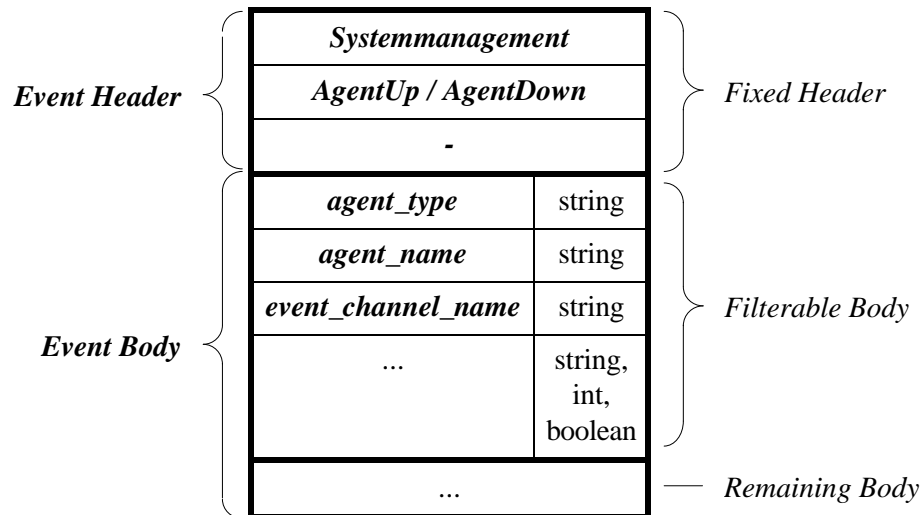 Systemmanagement
Event Header
AgentUp / AgentDown
Fixed Header
-
agent_type
string
agent_name
string
event_channel_name
string
Filterable Body
Event Body
...
string,
int,
boolean
...
Remaining Body